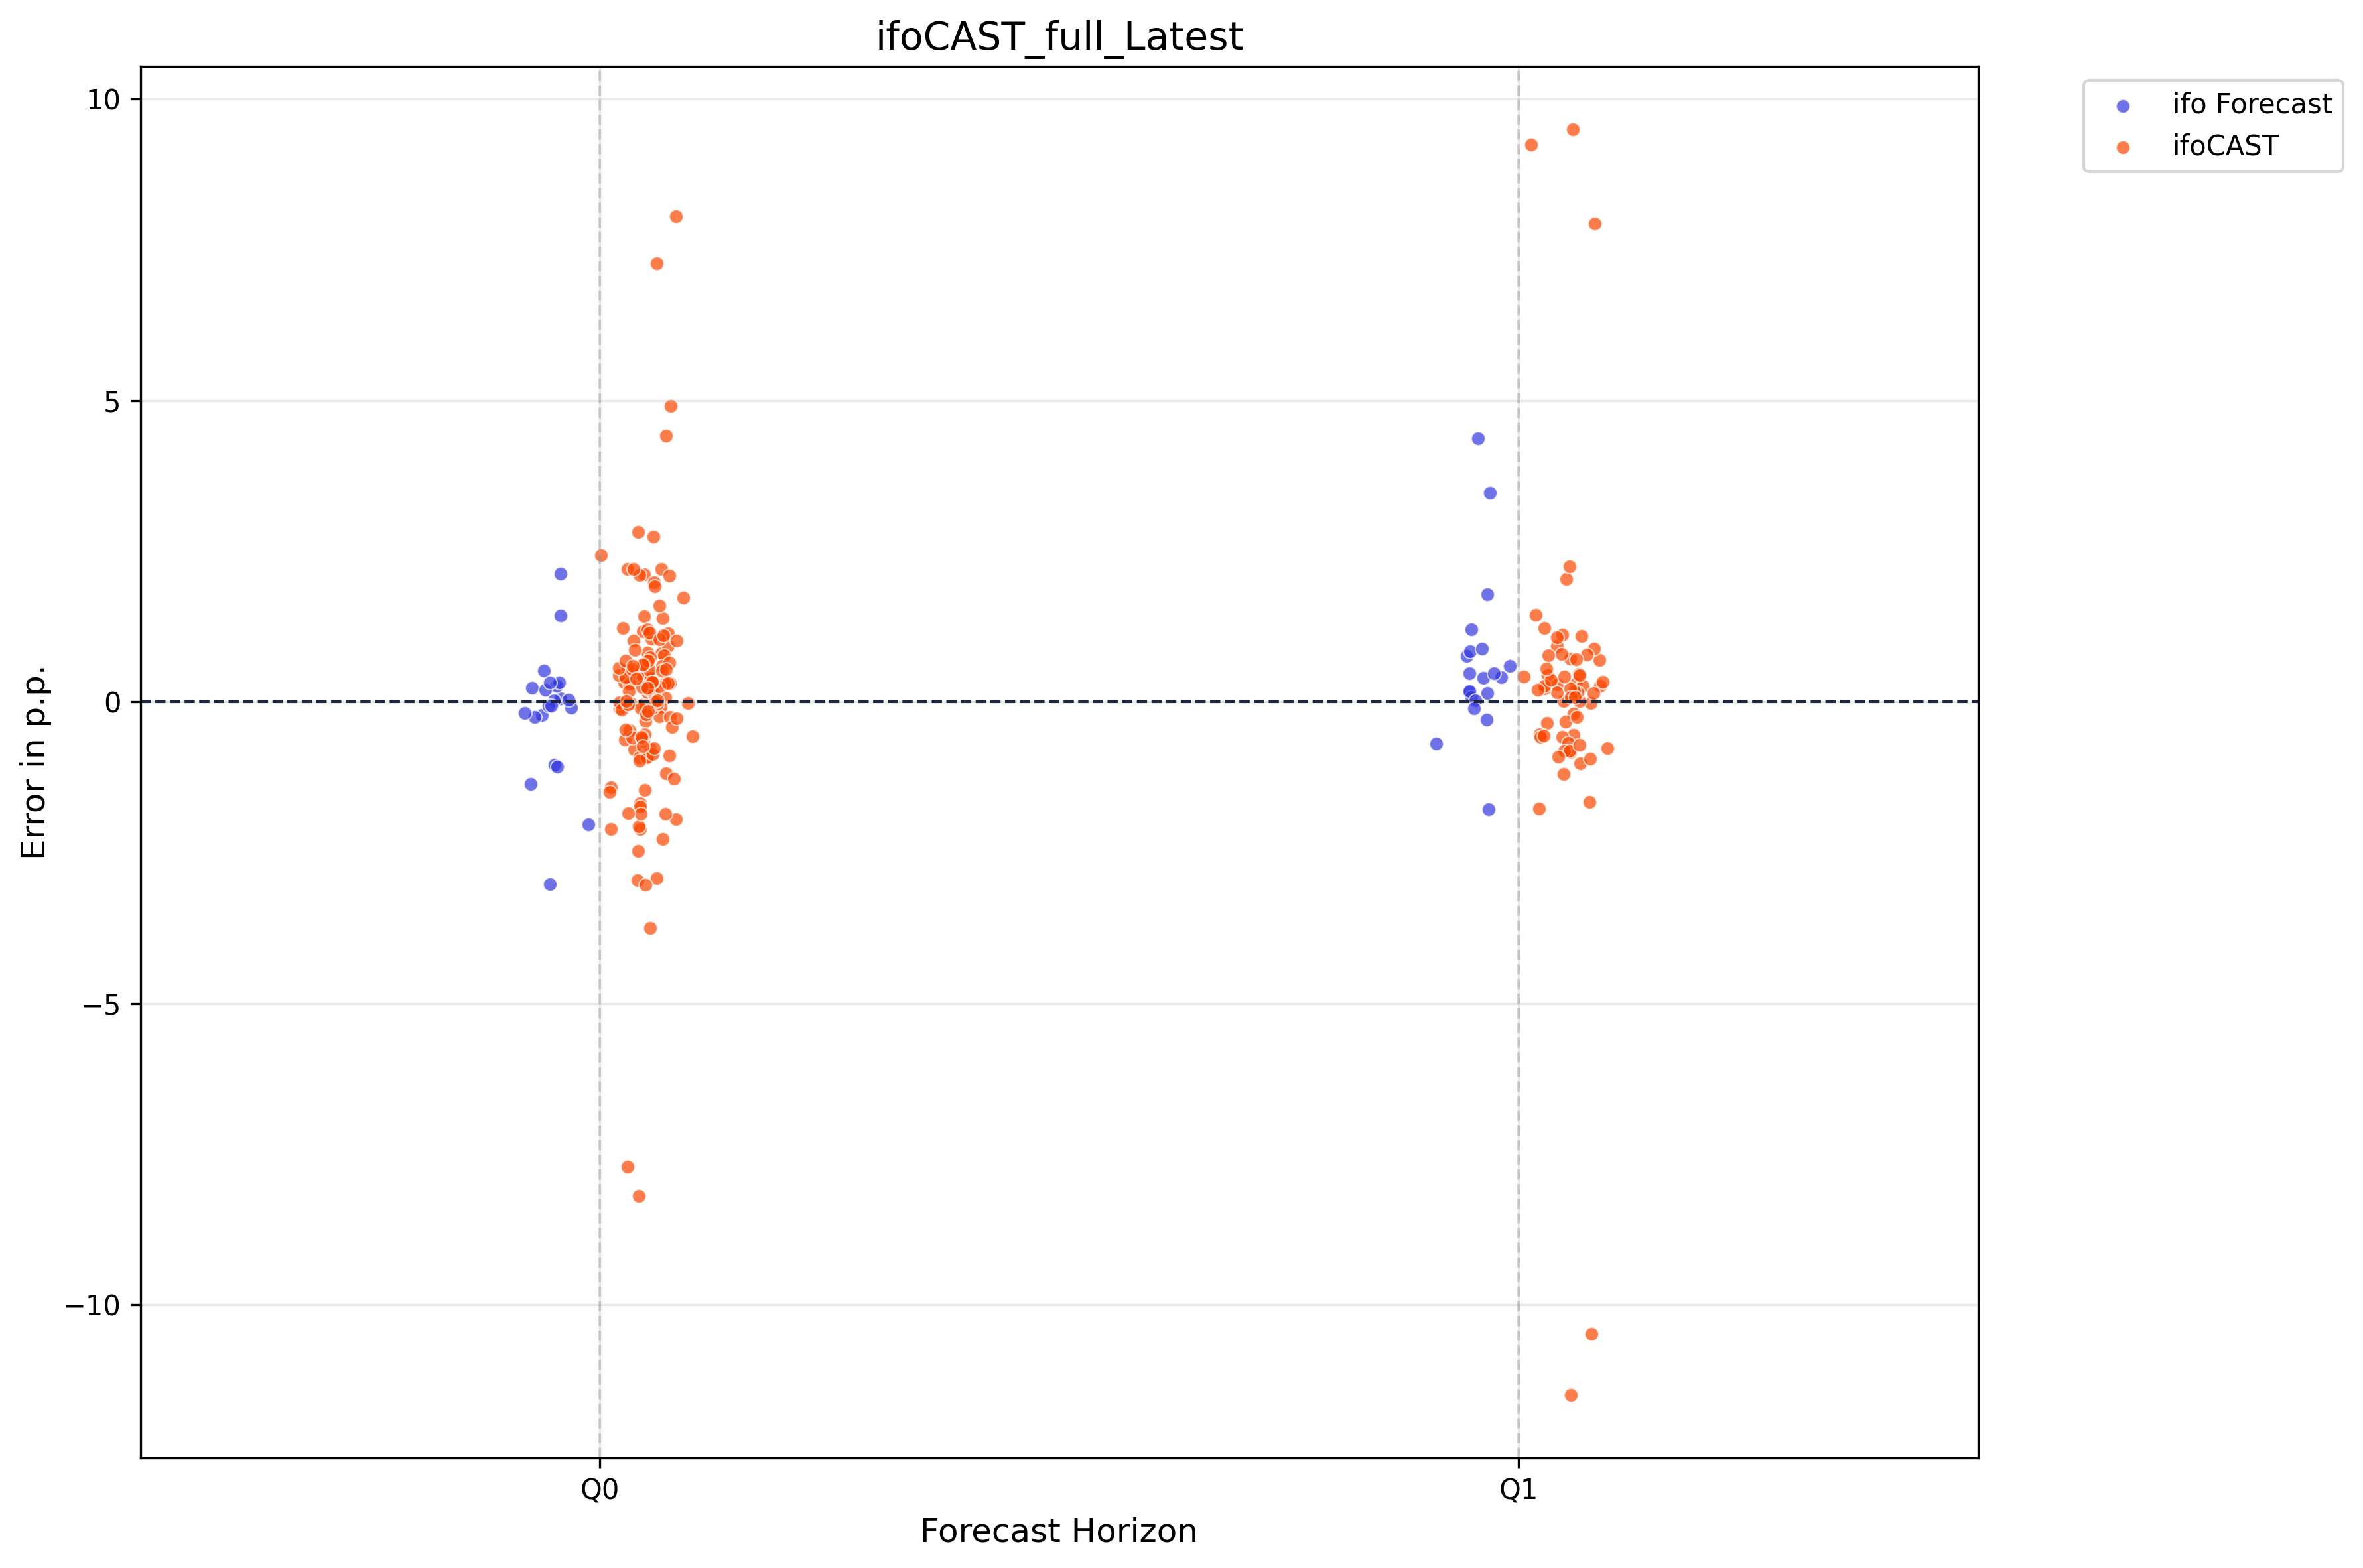 ifoCAST_full_Latest
ifo Forecast
ifoCAST
10
5
0
−5
−10
Error in p.p.
Q0
Q1
Forecast Horizon